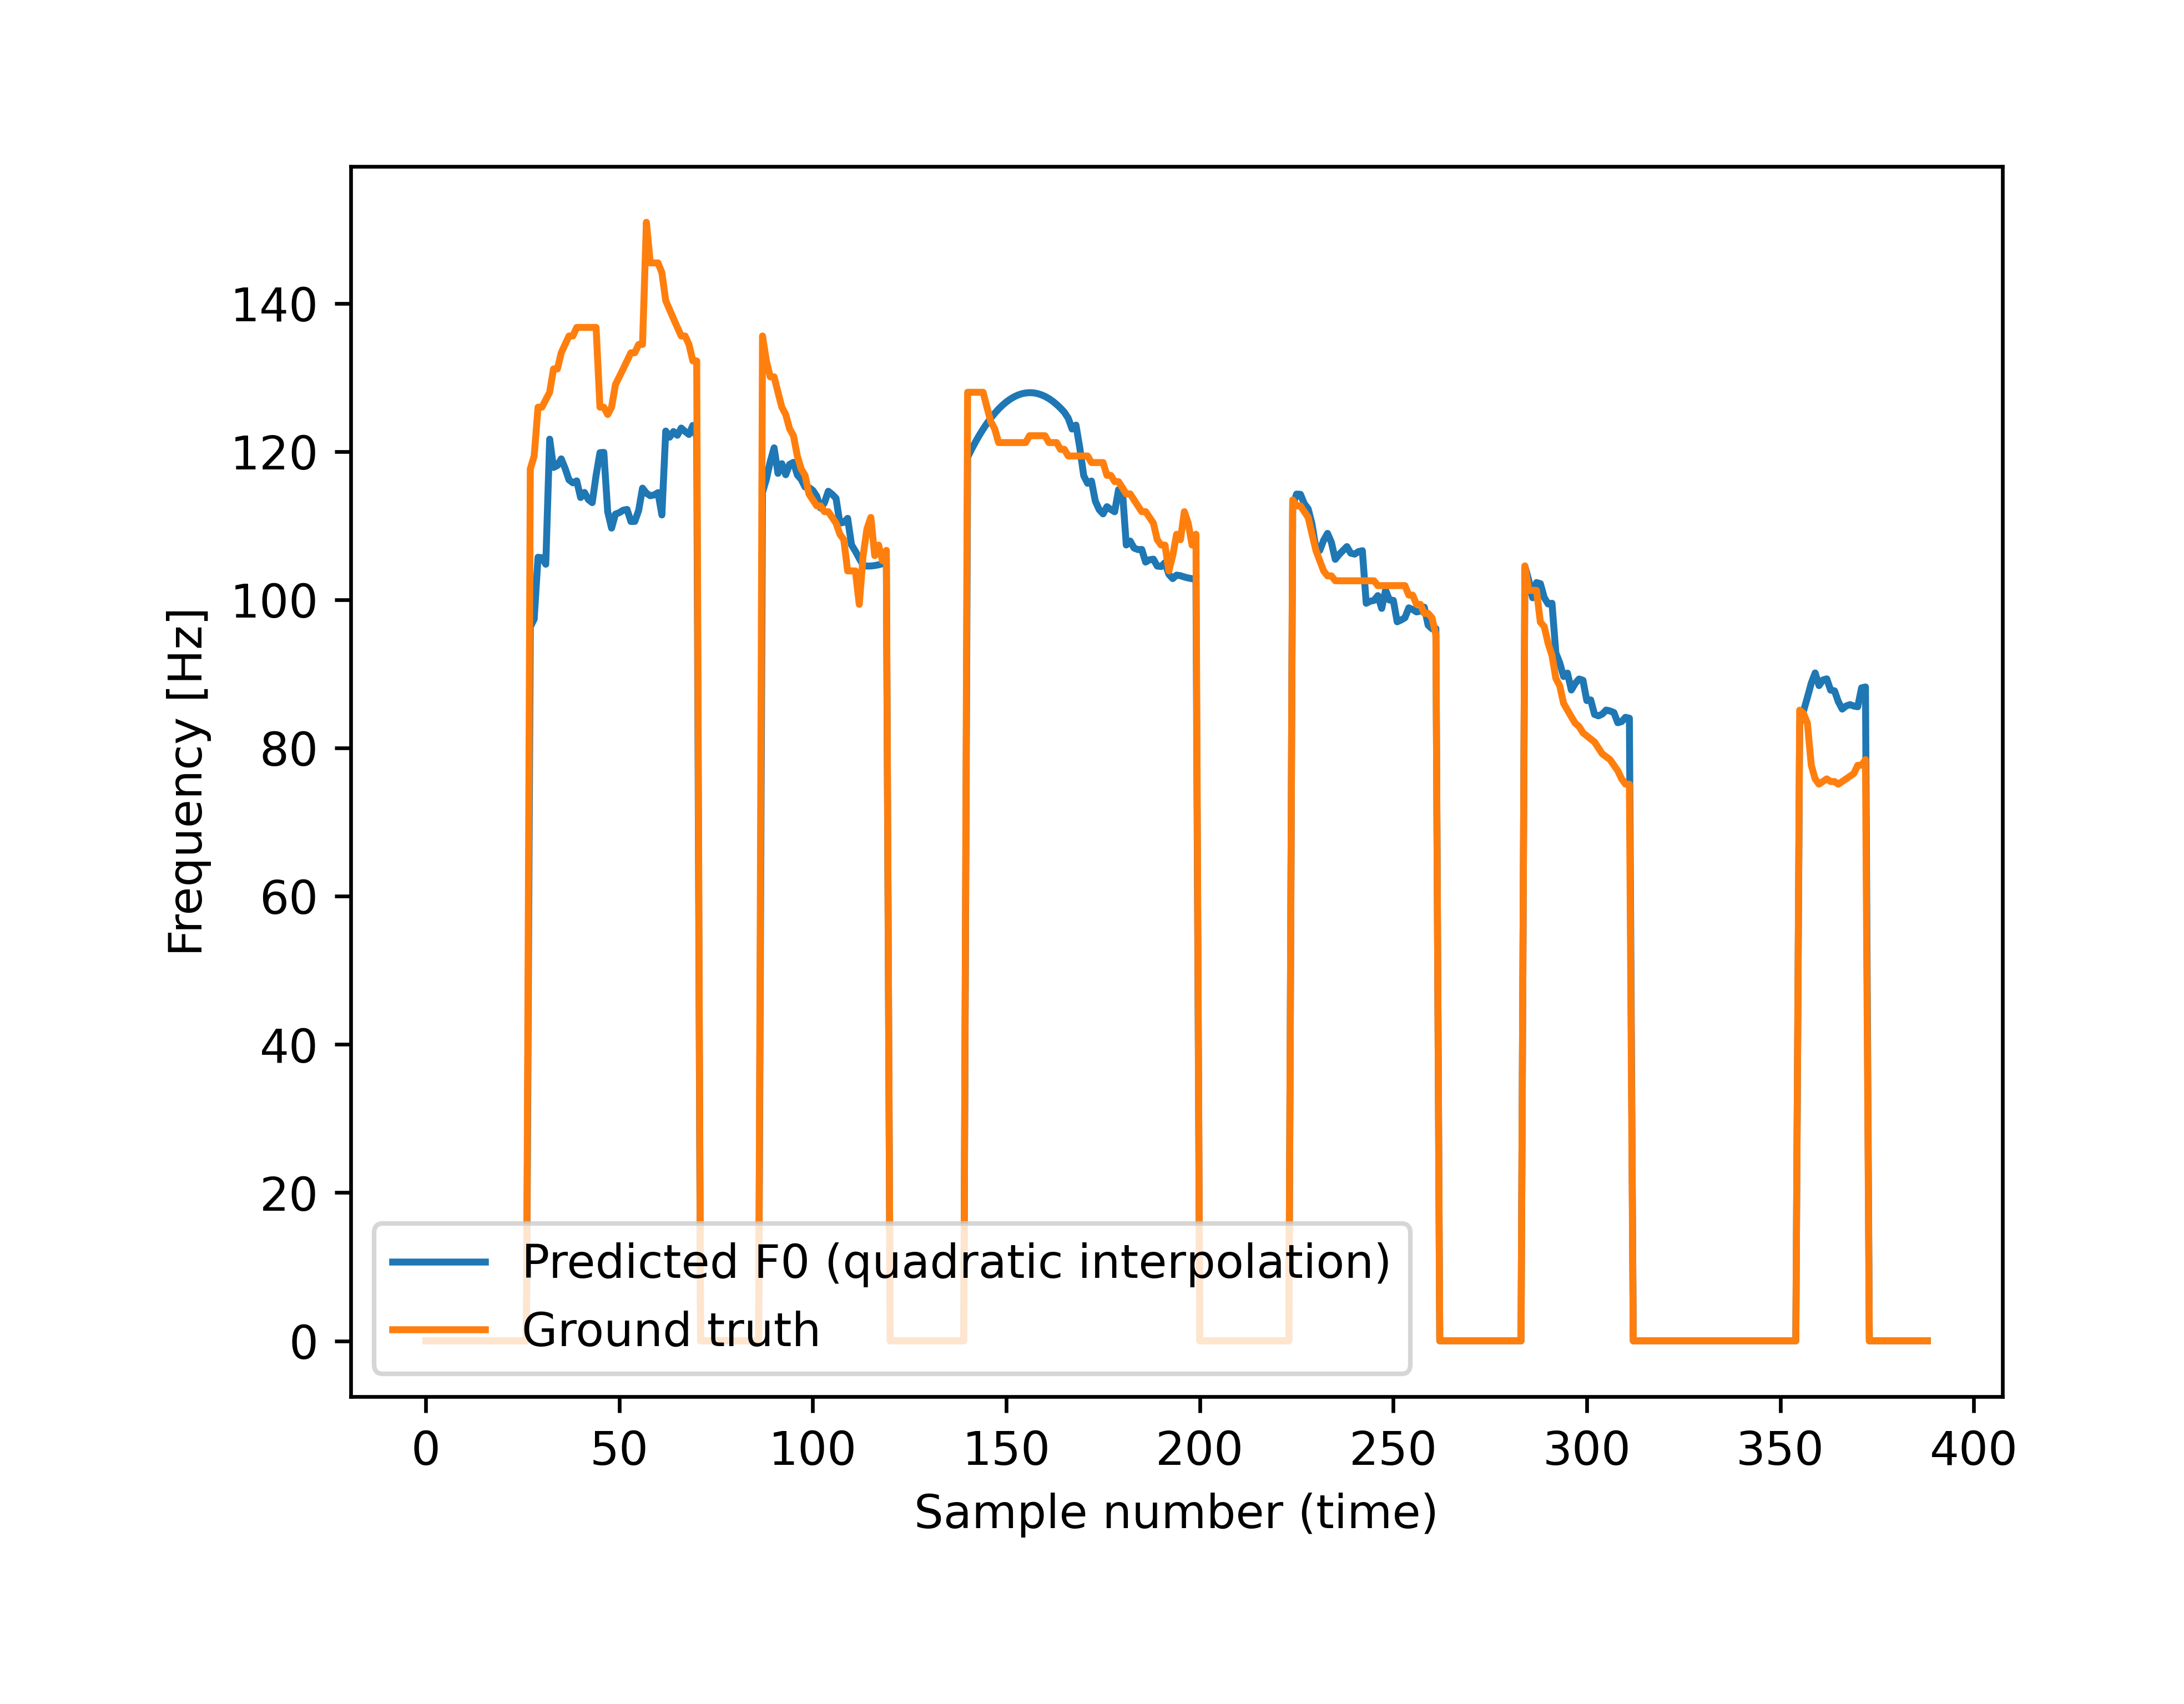 140
120
100
80
60
40
20
0
Frequency [Hz]
Predicted F0 (quadratic interpolation)
Ground truth
0 50 100 150 200 250 300 350 400
Sample number (time)